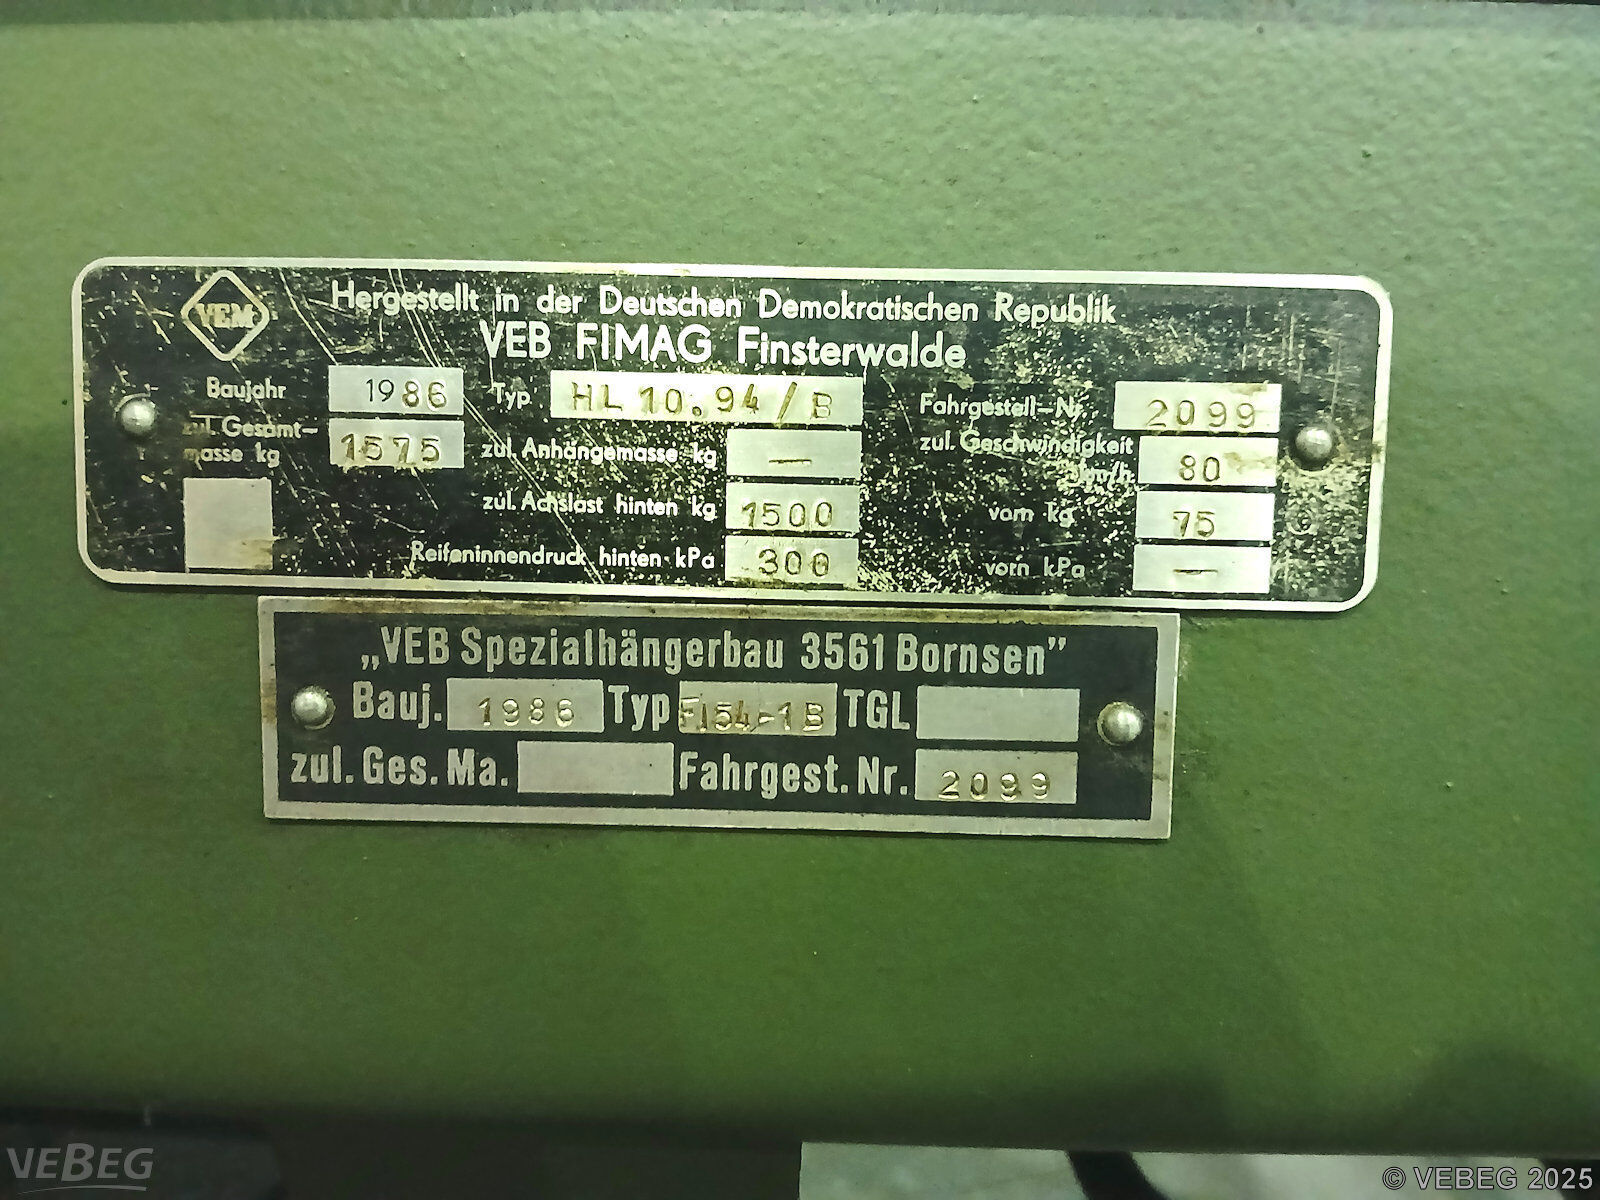 VEM
Hergestellt in der Deutschen Demokratischen Republik
VEB FIMAG Finsterwalde
Baujahr 1986 Typ HL 10.94/B Fahrgestell-Nr. 2099
zul. Gesamt-masse kg 1575 zul. Anhängemasse kg — zul. Geschwindigkeit km/h 80
zul. Achslast hinten kg 1500 vorn kg 75
Reifeninnendruck hinten kPa 300 vorn kPa —
„VEB Spezialhängerbau 3561 Bornsen”
Bauj. 1986 Typ FI54-1B TGL
zul. Ges. Ma. Fahrgest. Nr. 2099
VEBEG
© VEBEG 2025